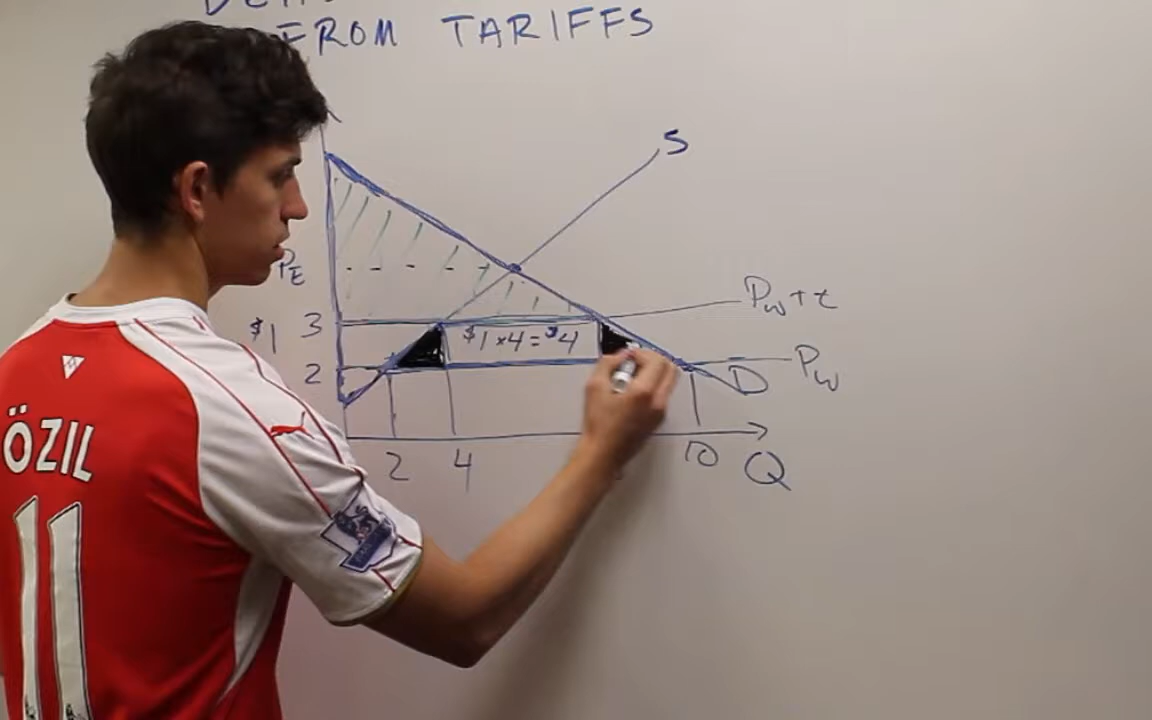 FROM TARIFFS
S
PE
Pw+t
$1
3
$1×4=$4
2
Pw
D
2
4
10
Q
ÖZIL
11